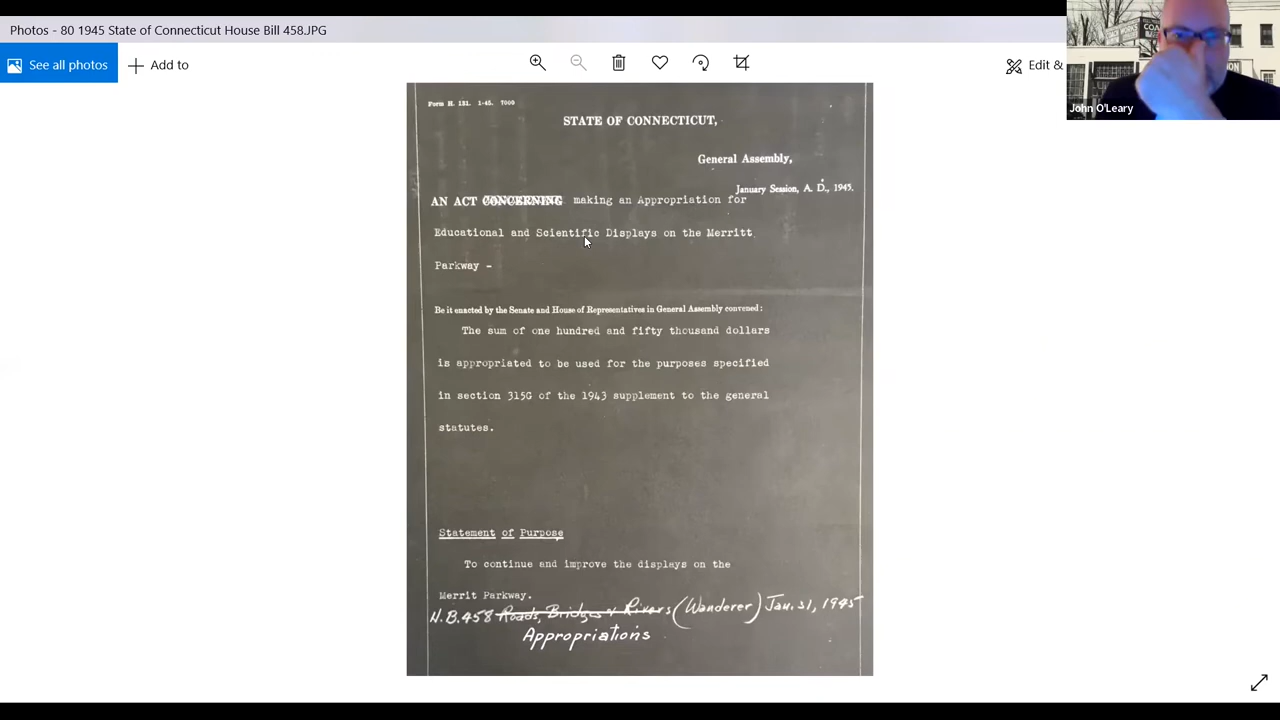 Photos - 80 1945 State of Connecticut House Bill 458.JPG
See all photos
Add to
Edit &
John O'Leary
Form H. 131. 1-45. 7000
STATE OF CONNECTICUT,
General Assembly,
January Session, A. D., 1945.
AN ACT CONCERNING making an Appropriation for
Educational and Scientific Displays on the Merritt
Parkway -
Be it enacted by the Senate and House of Representatives in General Assembly convened:
The sum of one hundred and fifty thousand dollars
is appropriated to be used for the purposes specified
in section 315G of the 1943 supplement to the general
statutes.
Statement of Purpose
To continue and improve the displays on the
Merrit Parkway.
H.B.458 Roads, Bridges & Rivers (Wanderer) Jan. 31, 1945
Appropriations